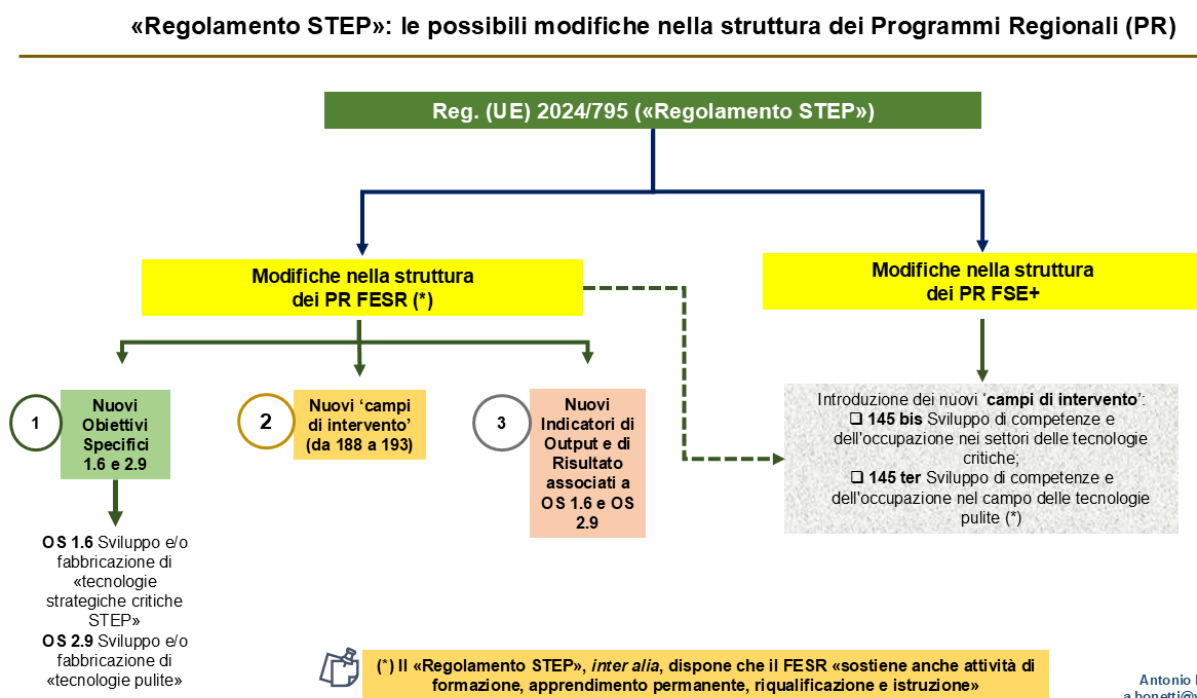 «Regolamento STEP»: le possibili modifiche nella struttura dei Programmi Regionali (PR)
Reg. (UE) 2024/795 («Regolamento STEP»)
Modifiche nella struttura
dei PR FESR (*)
Modifiche nella struttura
dei PR FSE+
1
Nuovi
Obiettivi
Specifici
1.6 e 2.9
2
Nuovi ‘campi
di intervento’
(da 188 a 193)
3
Nuovi
Indicatori di
Output e di
Risultato
associati a
OS 1.6 e OS
2.9
Introduzione dei nuovi ‘campi di intervento’:
❑ 145 bis Sviluppo di competenze e
dell’occupazione nei settori delle tecnologie
critiche;
❑ 145 ter Sviluppo di competenze e
dell’occupazione nel campo delle tecnologie
pulite (*)
OS 1.6 Sviluppo e/o
fabbricazione di
«tecnologie
strategiche critiche
STEP»
OS 2.9 Sviluppo e/o
fabbricazione di
«tecnologie pulite»
(*) Il «Regolamento STEP», inter alia, dispone che il FESR «sostiene anche attività di
formazione, apprendimento permanente, riqualificazione e istruzione»
Antonio
a.bonetti@